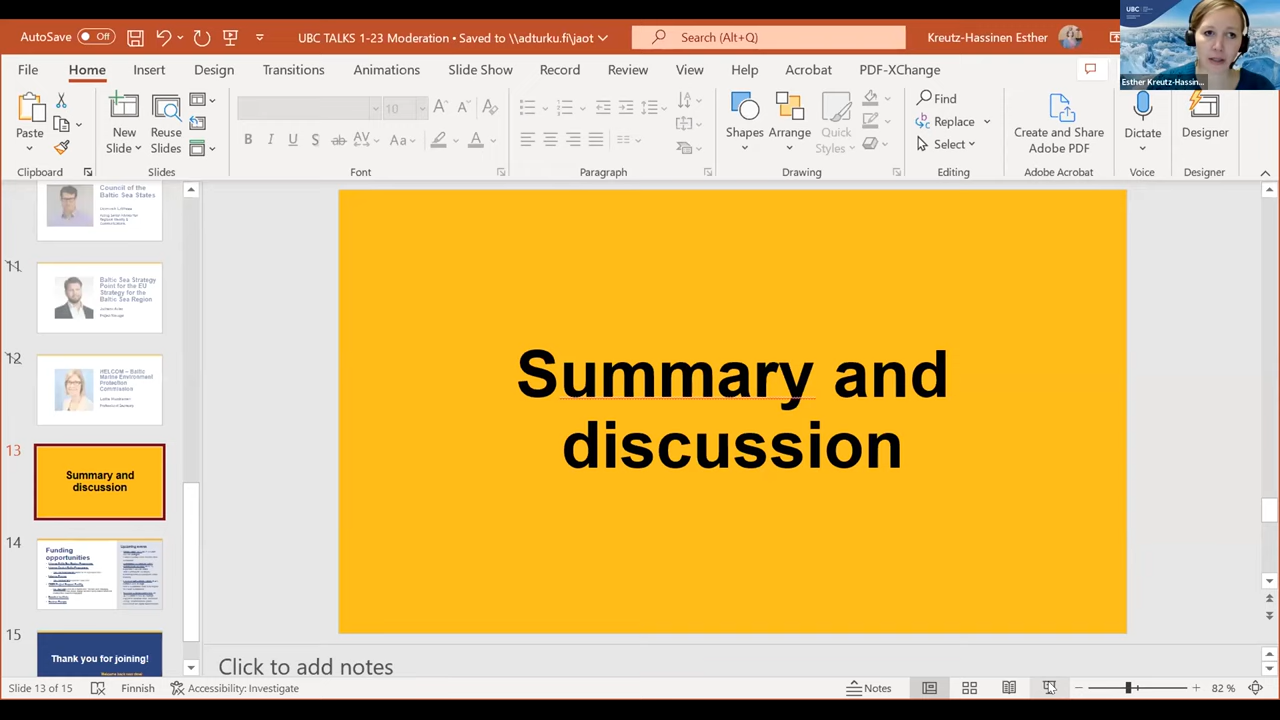 AutoSave Off
UBC TALKS 1-23 Moderation • Saved to \\adturku.fi\jaot
Search (Alt+Q)
Kreutz-Hassinen Esther
UBC
Esther Kreutz-Hassin...
File Home Insert Design Transitions Animations Slide Show Record Review View Help Acrobat PDF-XChange
Paste
New
Slide
Reuse
Slides
10
B I U S ab AV Aa A
Shapes
Arrange
Quick
Styles
Find
Replace
Select
Create and Share
Adobe PDF
Dictate
Designer
Clipboard Slides Font Paragraph Drawing Editing Adobe Acrobat Voice Designer
Council of the
Baltic Sea States
11
Baltic Sea Strategy
Point for the EU
Strategy for the
Baltic Sea Region
12
HELCOM – Baltic
Marine Environment
Protection
Commission
13
Summary and
discussion
14
Funding
opportunities
15
Thank you for joining!
Summary and
discussion
Click to add notes
Slide 13 of 15 Finnish Accessibility: Investigate Notes 82 %